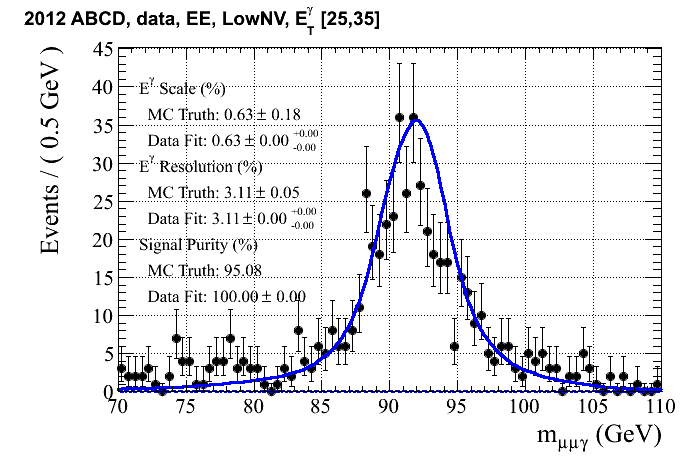 2012 ABCD, data, EE, LowNV, E_T^γ [25,35]
Events / ( 0.5 GeV )
45
40
35
30
25
20
15
10
5
0
E^γ Scale (%)
MC Truth: 0.63 ± 0.18
Data Fit: 0.63 ± 0.00 +0.00 -0.00
E^γ Resolution (%)
MC Truth: 3.11 ± 0.05
Data Fit: 3.11 ± 0.00 +0.00 -0.00
Signal Purity (%)
MC Truth: 95.08
Data Fit: 100.00 ± 0.00
70 75 80 85 90 95 100 105 110
m_μμγ (GeV)